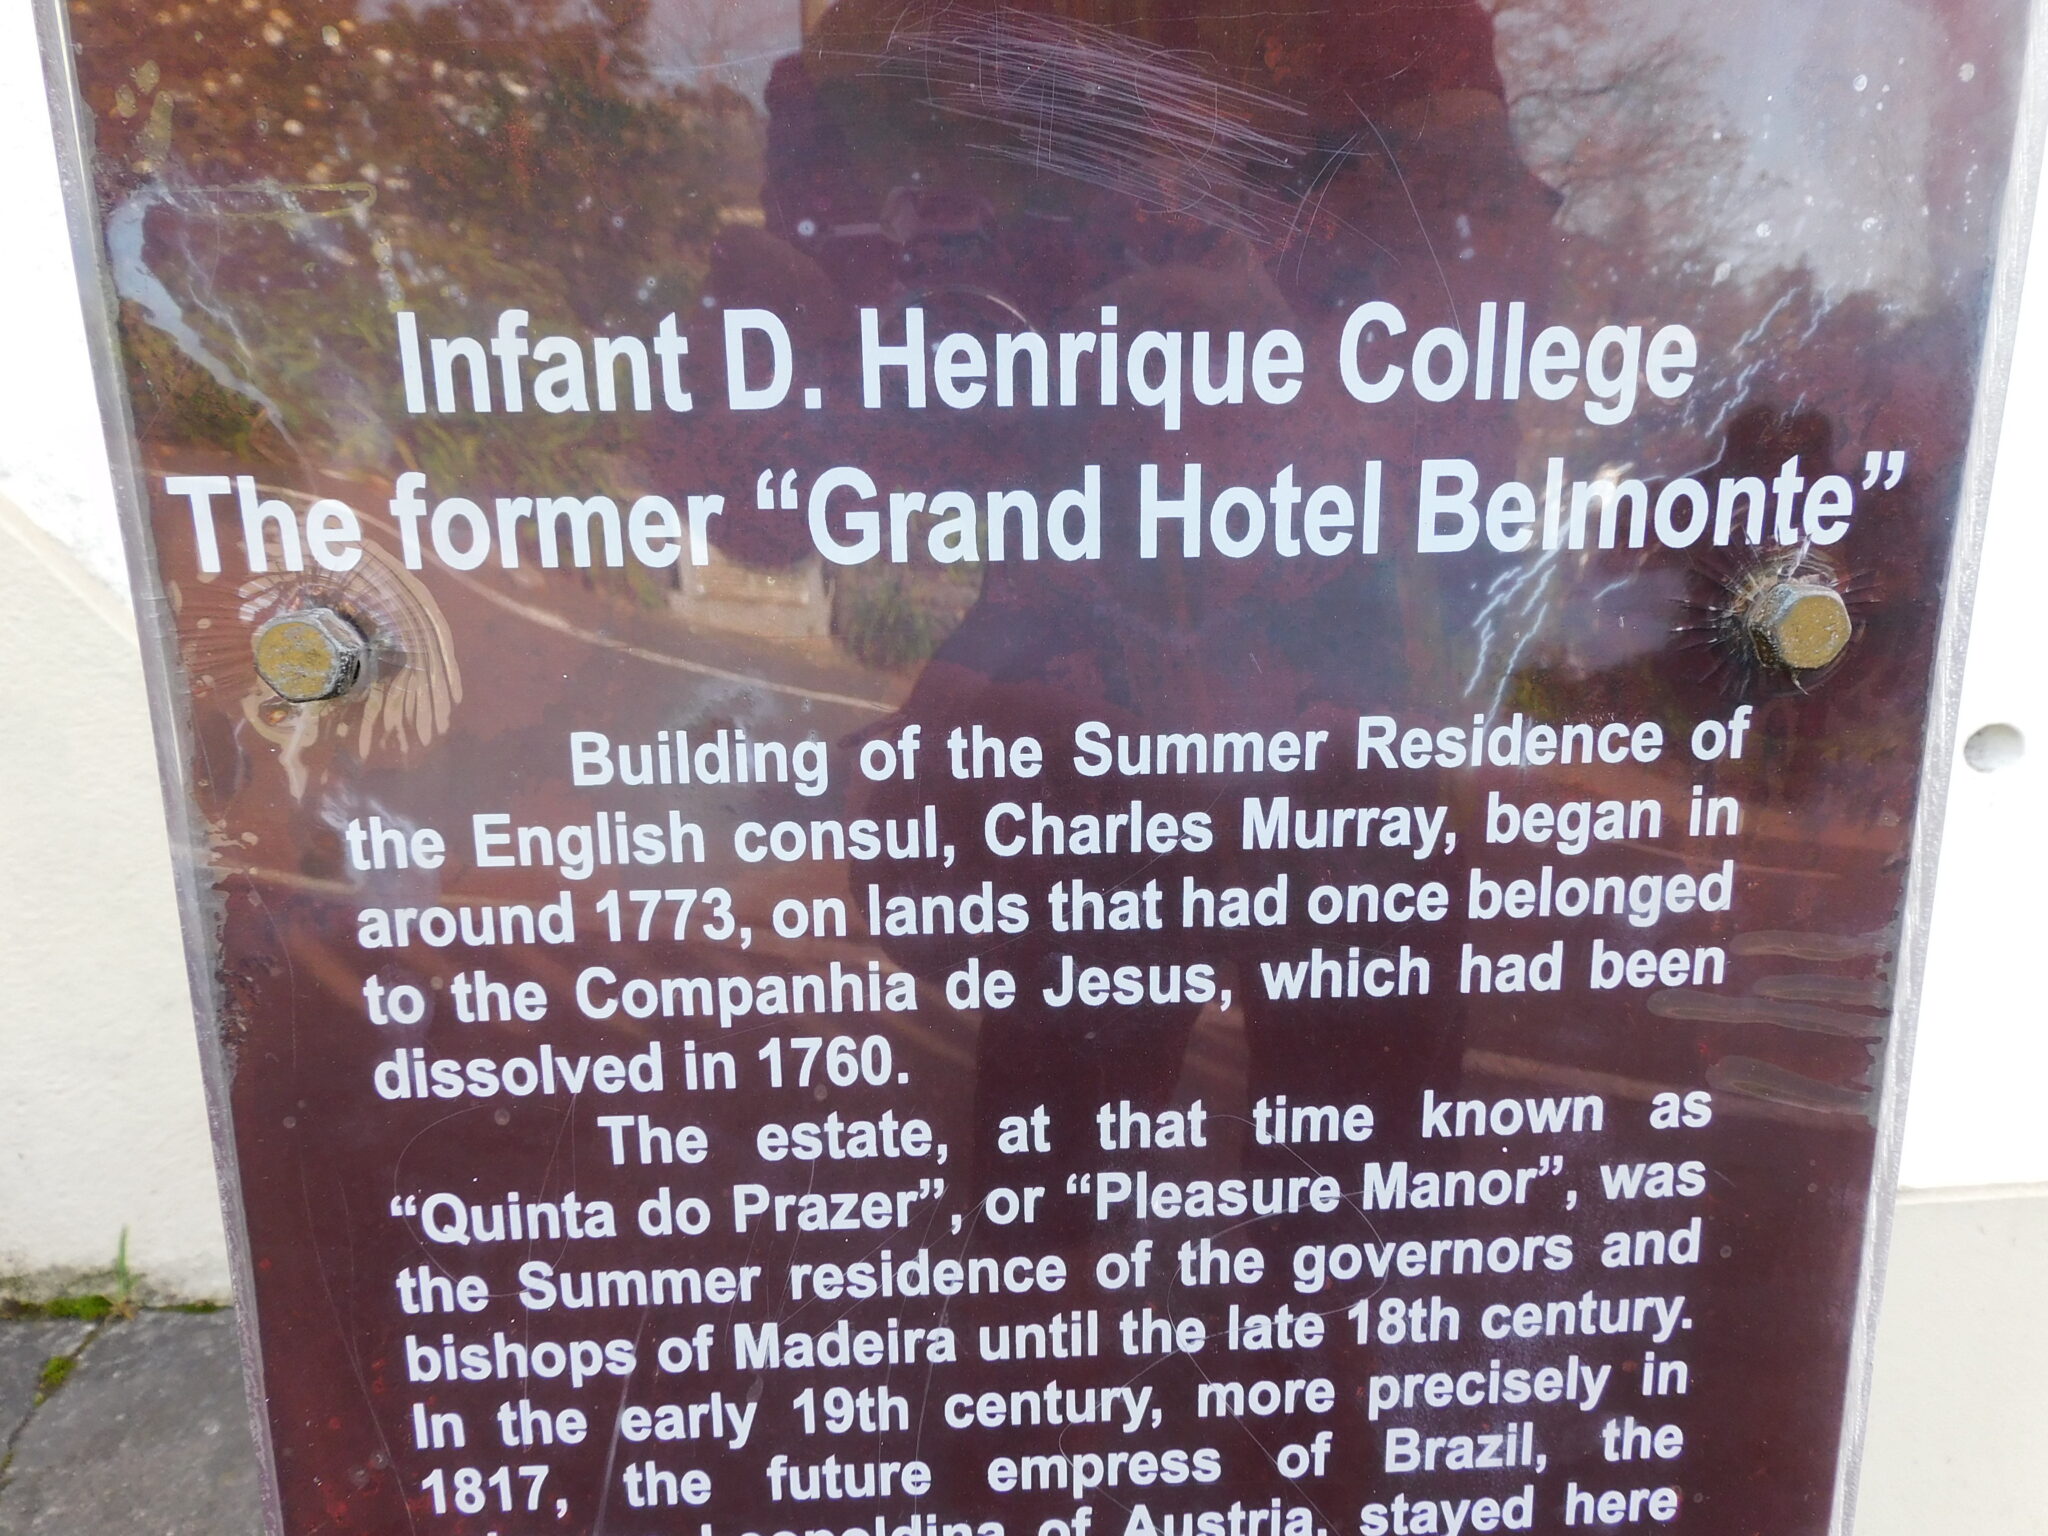 Infant D. Henrique College
The former “Grand Hotel Belmonte”
Building of the Summer Residence of
the English consul, Charles Murray, began in
around 1773, on lands that had once belonged
to the Companhia de Jesus, which had been
dissolved in 1760.
The estate, at that time known as
“Quinta do Prazer”, or “Pleasure Manor”, was
the Summer residence of the governors and
bishops of Madeira until the late 18th century.
In the early 19th century, more precisely in
1817, the future empress of Brazil, the
of Austria, stayed here